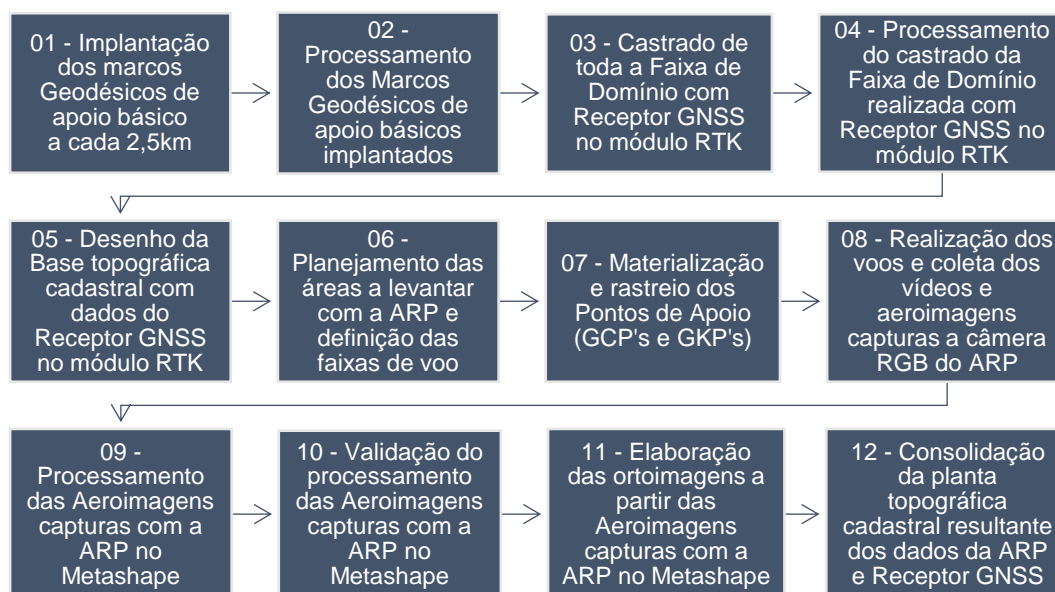 01 - Implantação
dos marcos
Geodésicos de
apoio básico
a cada 2,5km
02 -
Processamento
dos Marcos
Geodésicos de
apoio básicos
implantados
03 - Castrado de
toda a Faixa de
Domínio com
Receptor GNSS
no módulo RTK
04 - Processamento
do castrado da
Faixa de Domínio
realizada com
Receptor GNSS no
módulo RTK
05 - Desenho da
Base topográfica
cadastral com
dados do
Receptor GNSS
no módulo RTK
06 -
Planejamento das
áreas a levantar
com a ARP e
definição das
faixas de voo
07 - Materialização
e rastreio dos
Pontos de Apoio
(GCP's e GKP's)
08 - Realização dos
voos e coleta dos
vídeos e
aeroimagens
capturas a câmera
RGB do ARP
09 -
Processamento
das Aeroimagens
capturas com a
ARP no
Metashape
10 - Validação do
processamento
das Aeroimagens
capturas com a
ARP no
Metashape
11 - Elaboração
das ortoimagens a
partir das
Aeroimagens
capturas com a
ARP no Metashape
12 - Consolidação
da planta
topográfica
cadastral resultante
dos dados da ARP
e Receptor GNSS